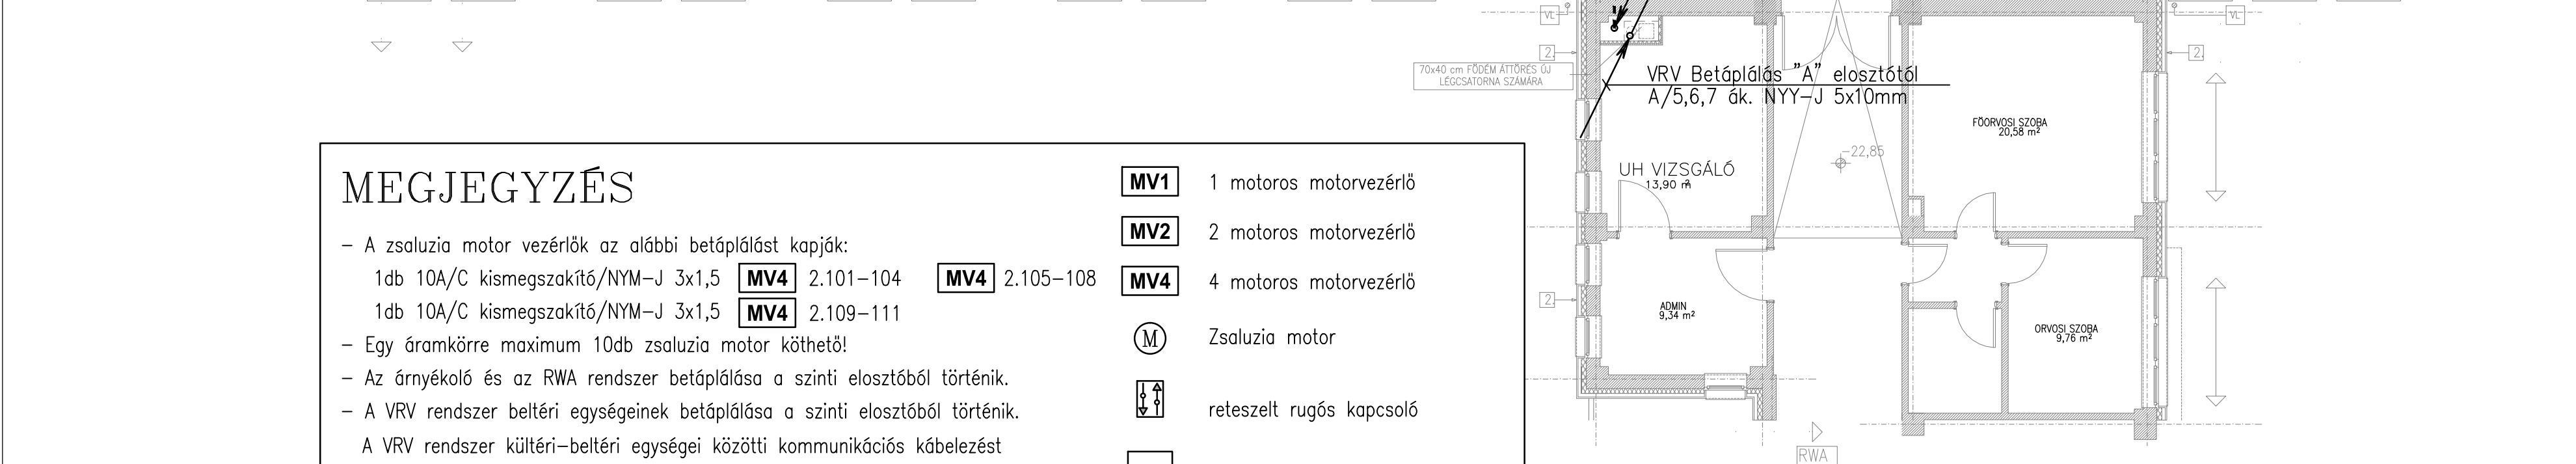 VL
VL
2.
2.
70x40 cm FÖDÉM ÁTTÖRÉS ÚJ
LÉGCSATORNA SZÁMÁRA
VRV Betáplálás "A" elosztótól
A/5,6,7 ák. NYY-J 5x10mm
FŐORVOSI SZOBA
20,58 m²
-22,85
UH VIZSGÁLÓ
13,90 m²
MEGJEGYZÉS
- A zsaluzia motor vezérlők az alábbi betáplálást kapják:
1db 10A/C kismegszakító/NYM-J 3x1,5 MV4 2.101-104 MV4 2.105-108
1db 10A/C kismegszakító/NYM-J 3x1,5 MV4 2.109-111
- Egy áramkörre maximum 10db zsaluzia motor köthető!
- Az árnyékoló és az RWA rendszer betáplálása a szinti elosztóból történik.
- A VRV rendszer beltéri egységeinek betáplálása a szinti elosztóból történik.
A VRV rendszer kültéri-beltéri egységei közötti kommunikációs kábelezést
MV1 1 motoros motorvezérlő
MV2 2 motoros motorvezérlő
MV4 4 motoros motorvezérlő
M Zsaluzia motor
reteszelt rugós kapcsoló
2.
ADMIN
9,34 m²
ORVOSI SZOBA
9,76 m²
RWA